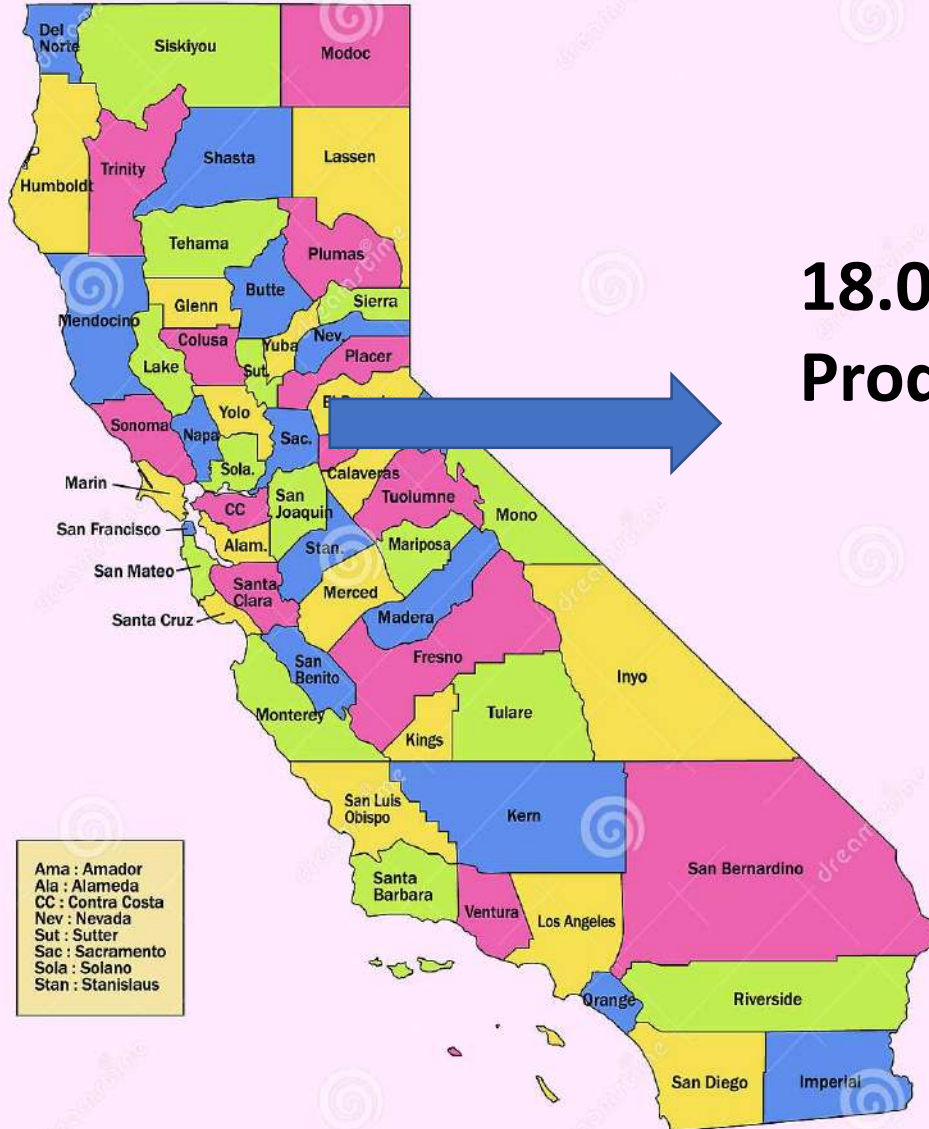 Del
Norte
Siskiyou
Modoc
Humboldt
Trinity
Shasta
Lassen
Tehama
Plumas
Mendocino
Glenn
Butte
Sierra
Lake
Colusa
Sut.
Yuba
Nev.
Placer
18.0
Sonoma
Napa
Yolo
Sola.
Sac.
Calaveras
Marin
CC
San
Joaquin
Tuolumne
Mono
San Francisco
Alam.
Stan.
Mariposa
San Mateo
Santa
Clara
Merced
Madera
Santa Cruz
San
Benito
Fresno
Inyo
Monterey
Kings
Tulare
San Luis
Obispo
Kern
San Bernardino
Santa
Barbara
Ventura
Los Angeles
Orange
Riverside
San Diego
Imperial
Ama : Amador
Ala : Alameda
CC : Contra Costa
Nev : Nevada
Sut : Sutter
Sac : Sacramento
Sola : Solano
Stan : Stanislaus
dreamstime